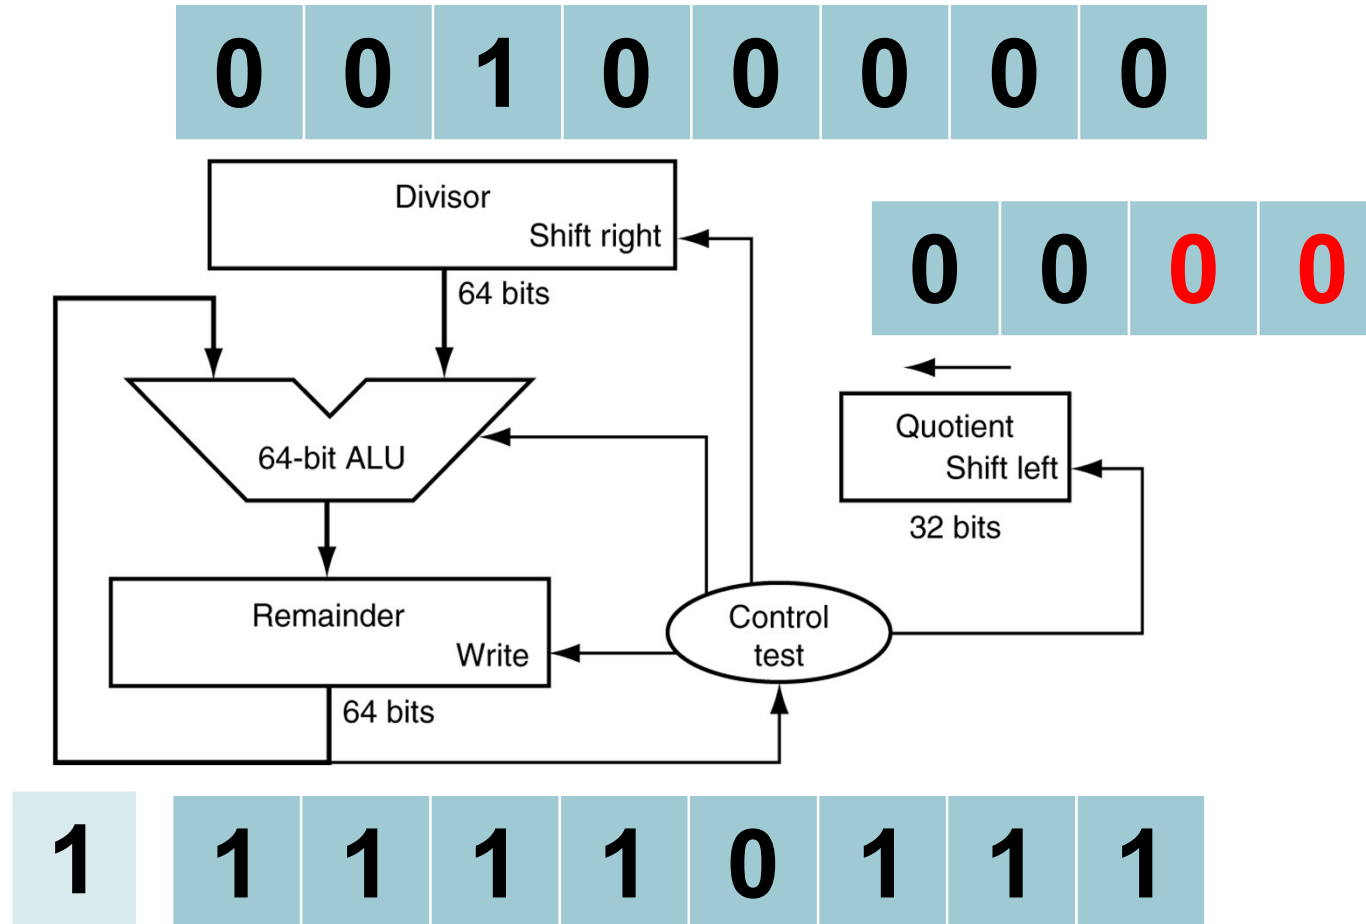 0 0 1 0 0 0 0 0
Divisor
Shift right
64 bits
0 0 0 0
64-bit ALU
Quotient
Shift left
32 bits
Remainder
Write
Control
test
64 bits
1 1 1 1 1 0 1 1 1